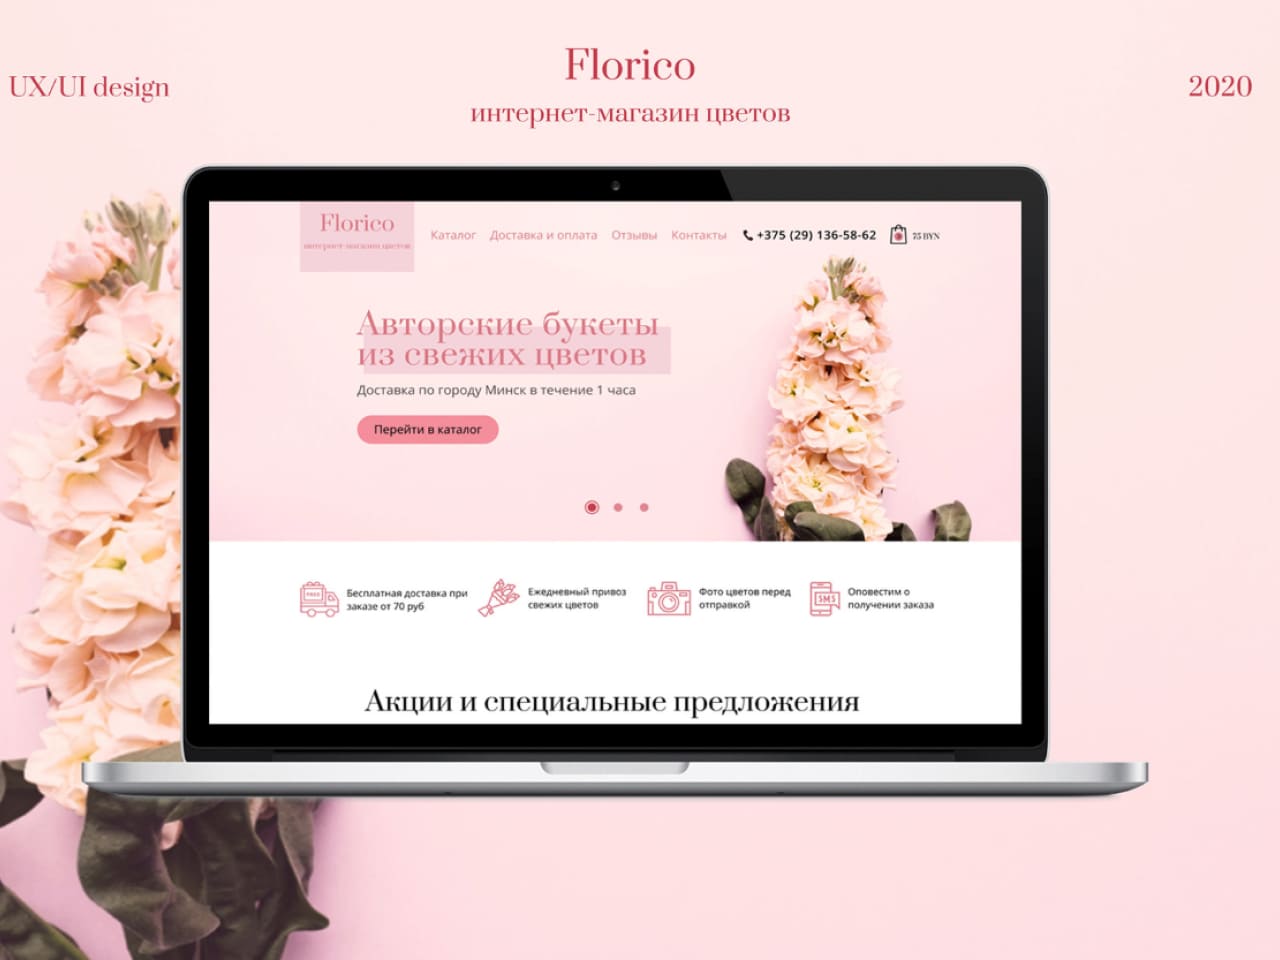 UX/UI design
Florico
интернет-магазин цветов
2020
Florico
интернет-магазин цветов
Каталог Доставка и оплата Отзывы Контакты +375 (29) 136-58-62 75 BYN
Авторские букеты
из свежих цветов
Доставка по городу Минск в течение 1 часа
Перейти в каталог
FREE
Бесплатная доставка при
заказе от 70 руб
Ежедневный привоз
свежих цветов
Фото цветов перед
отправкой
SMS
Оповестим о
получении заказа
Акции и специальные предложения